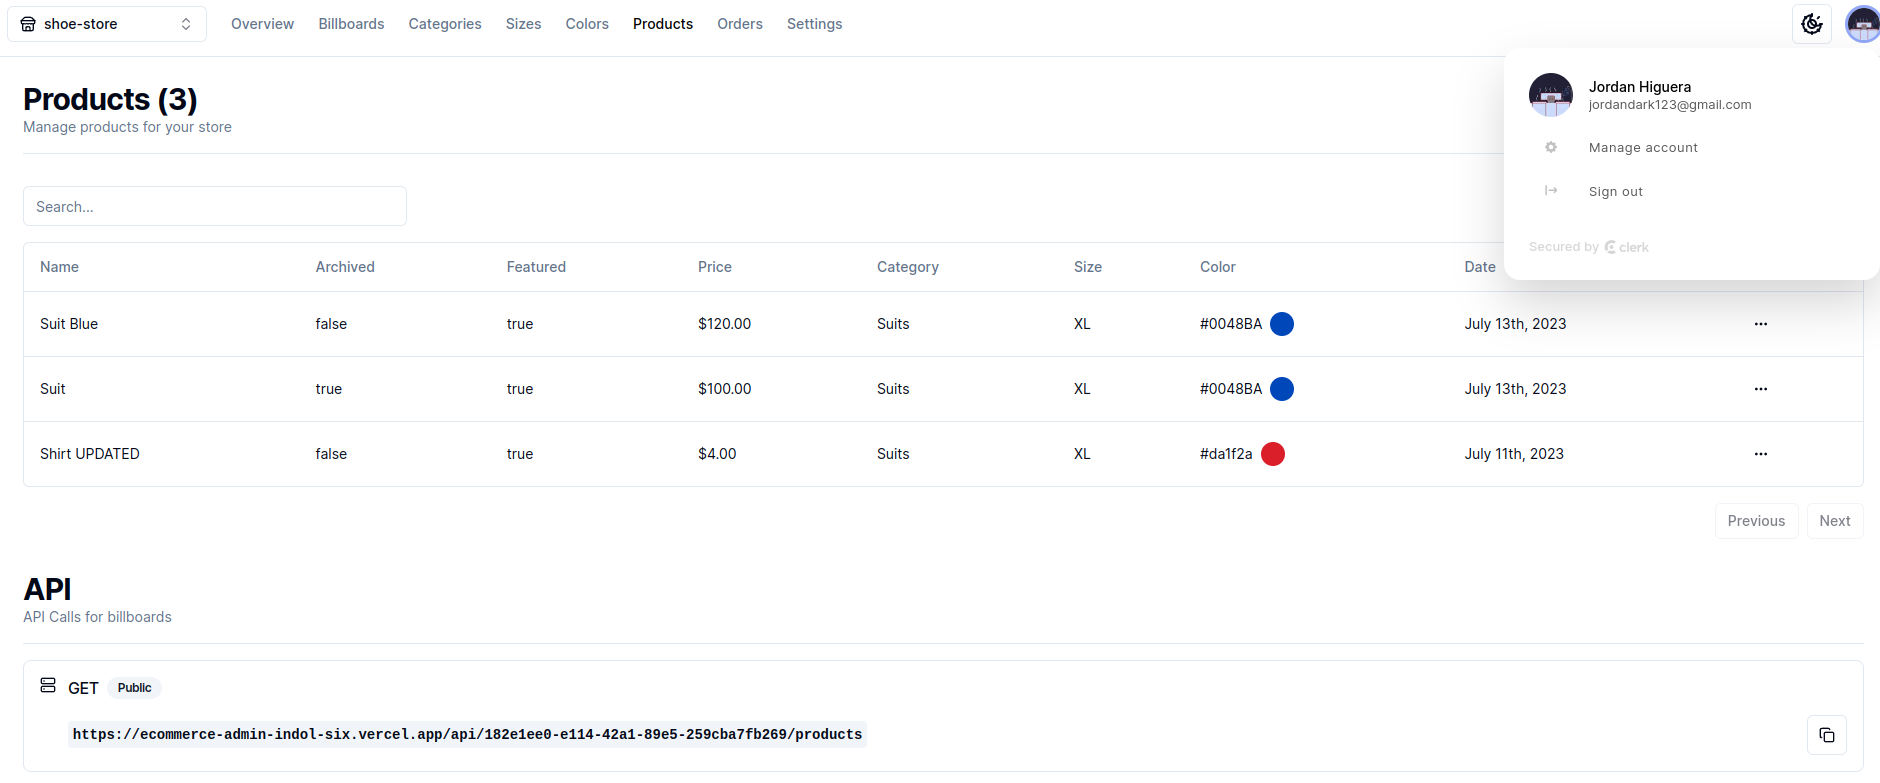 shoe-store Overview Billboards Categories Sizes Colors Products Orders Settings
Jordan Higuera
jordandark123@gmail.com
Manage account
Sign out
Secured by clerk
Products (3)
Manage products for your store
Search...
Name Archived Featured Price Category Size Color Date
Suit Blue false true $120.00 Suits XL #0048BA July 13th, 2023
Suit true true $100.00 Suits XL #0048BA July 13th, 2023
Shirt UPDATED false true $4.00 Suits XL #da1f2a July 11th, 2023
Previous Next
API
API Calls for billboards
GET Public
https://ecommerce-admin-indol-six.vercel.app/api/182e1ee0-e114-42a1-89e5-259cba7fb269/products